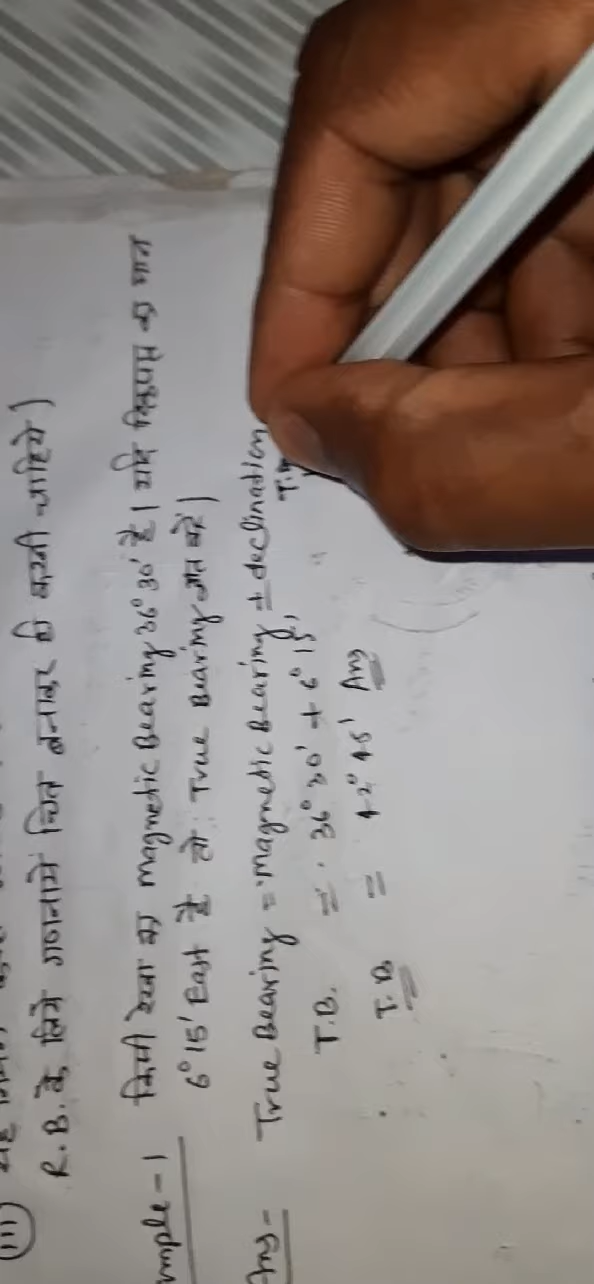 (iii) यह
R.B. के लिये गणनामें चित्र बनाकर ही करनी चाहिये।
mple-1 किसी रेखा का magnetic Bearing 36° 30' है। यदि दिक्पात का मान
6° 15' East है तो True Bearing ज्ञात करें।
Ans- True Bearing = Magnetic Bearing ± declination
T.B. = 36° 30' + 6° 15'
T.B. = 42° 45' Ans